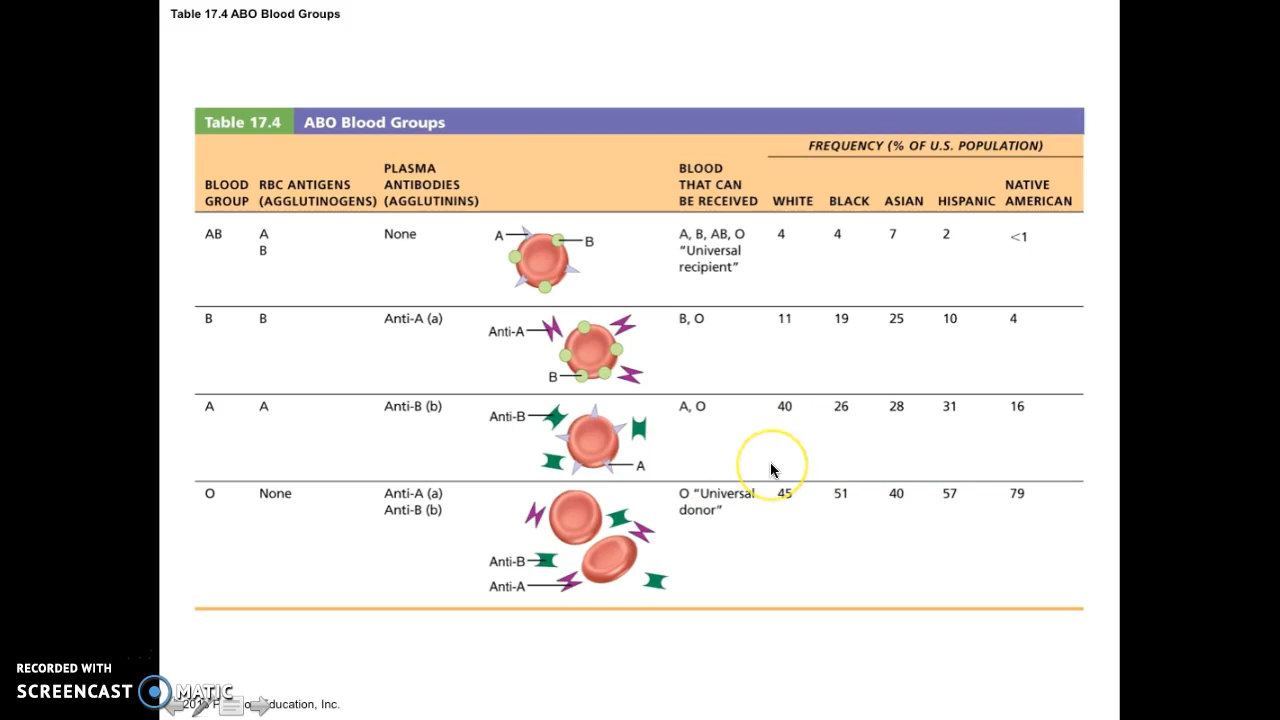 Table 17.4 ABO Blood Groups
Table 17.4 ABO Blood Groups
FREQUENCY (% OF U.S. POPULATION)
BLOOD GROUP RBC ANTIGENS (AGGLUTINOGENS) PLASMA ANTIBODIES (AGGLUTININS) BLOOD THAT CAN BE RECEIVED WHITE BLACK ASIAN HISPANIC NATIVE AMERICAN
AB A None A B A, B, AB, O 4 4 7 2 <1
B "Universal
recipient"
B B Anti-A (a) B, O 11 19 25 10 4
Anti-A
B
A A Anti-B (b) A, O 40 26 28 31 16
Anti-B
A
O None Anti-A (a) O "Universal 45 51 40 57 79
Anti-B (b) donor"
Anti-B
Anti-A
RECORDED WITH
SCREENCAST MATIC
Education, Inc.